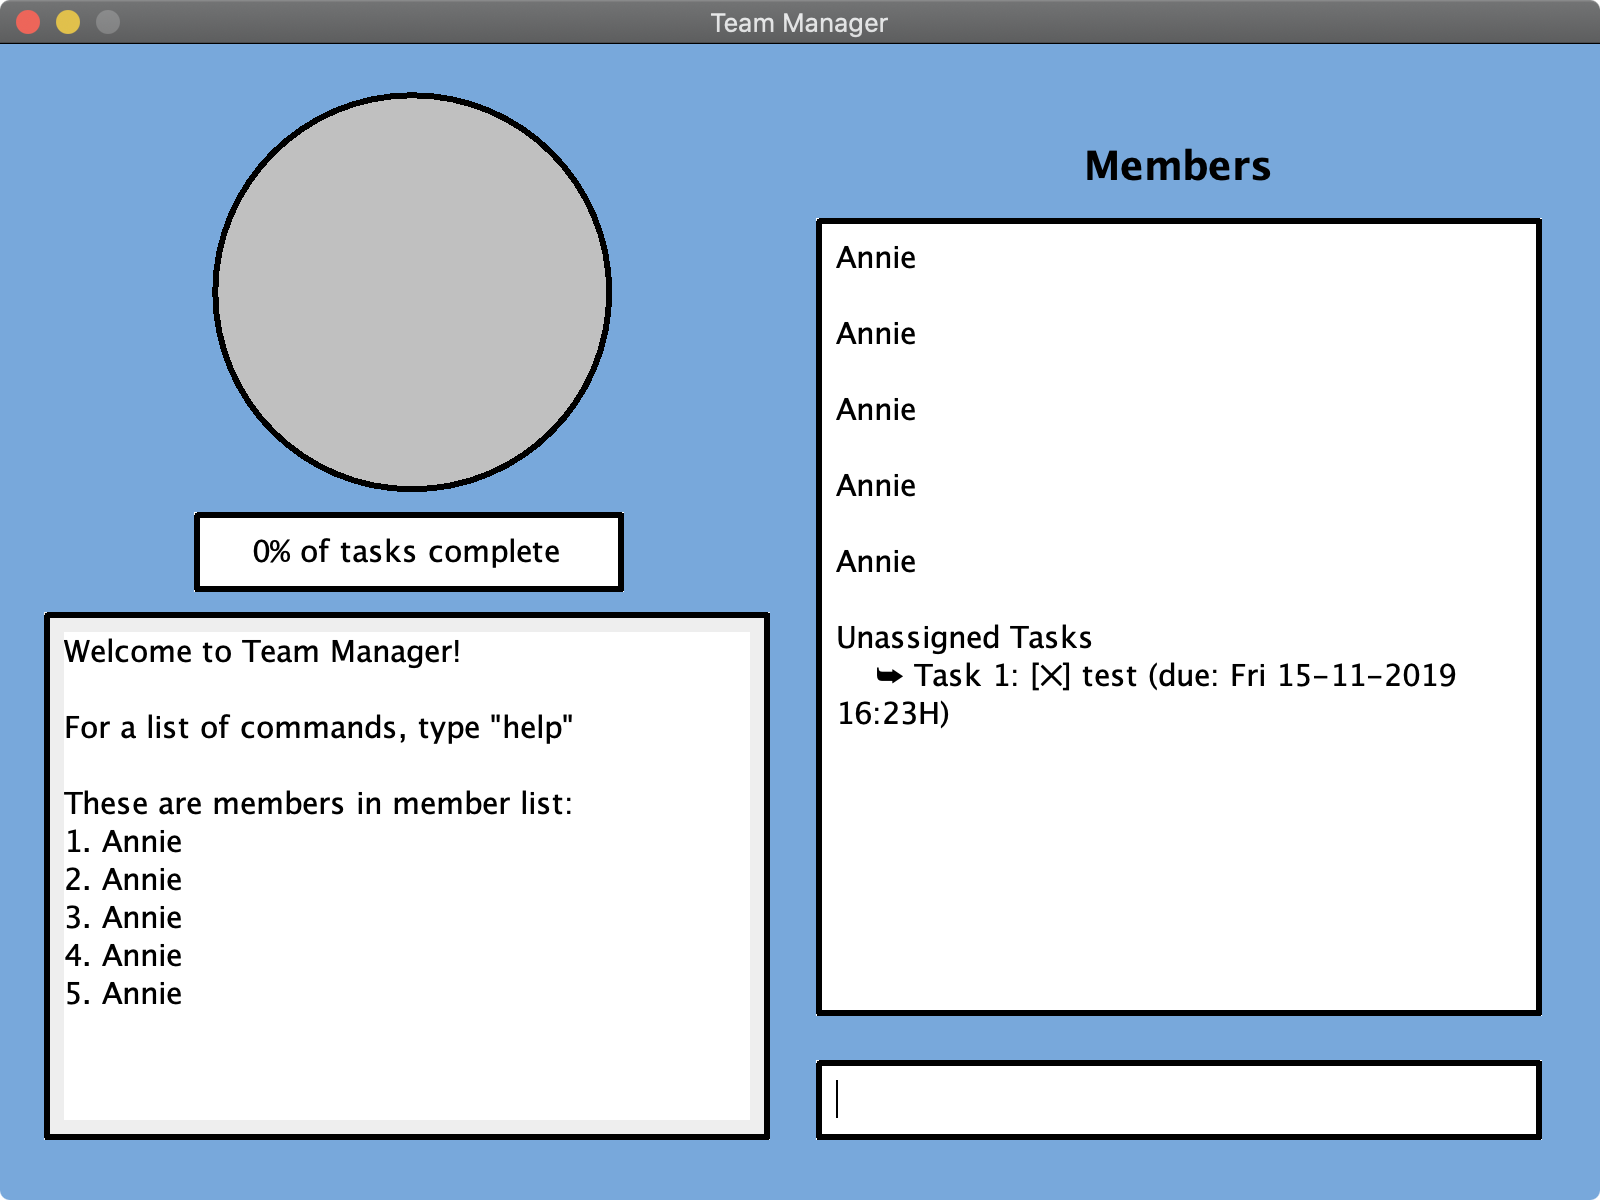 Team Manager
0% of tasks complete
Welcome to Team Manager!
For a list of commands, type "help"
These are members in member list:
1. Annie
2. Annie
3. Annie
4. Annie
5. Annie
Members
Annie
Annie
Annie
Annie
Annie
Unassigned Tasks
➥ Task 1: [✕] test (due: Fri 15-11-2019
16:23H)